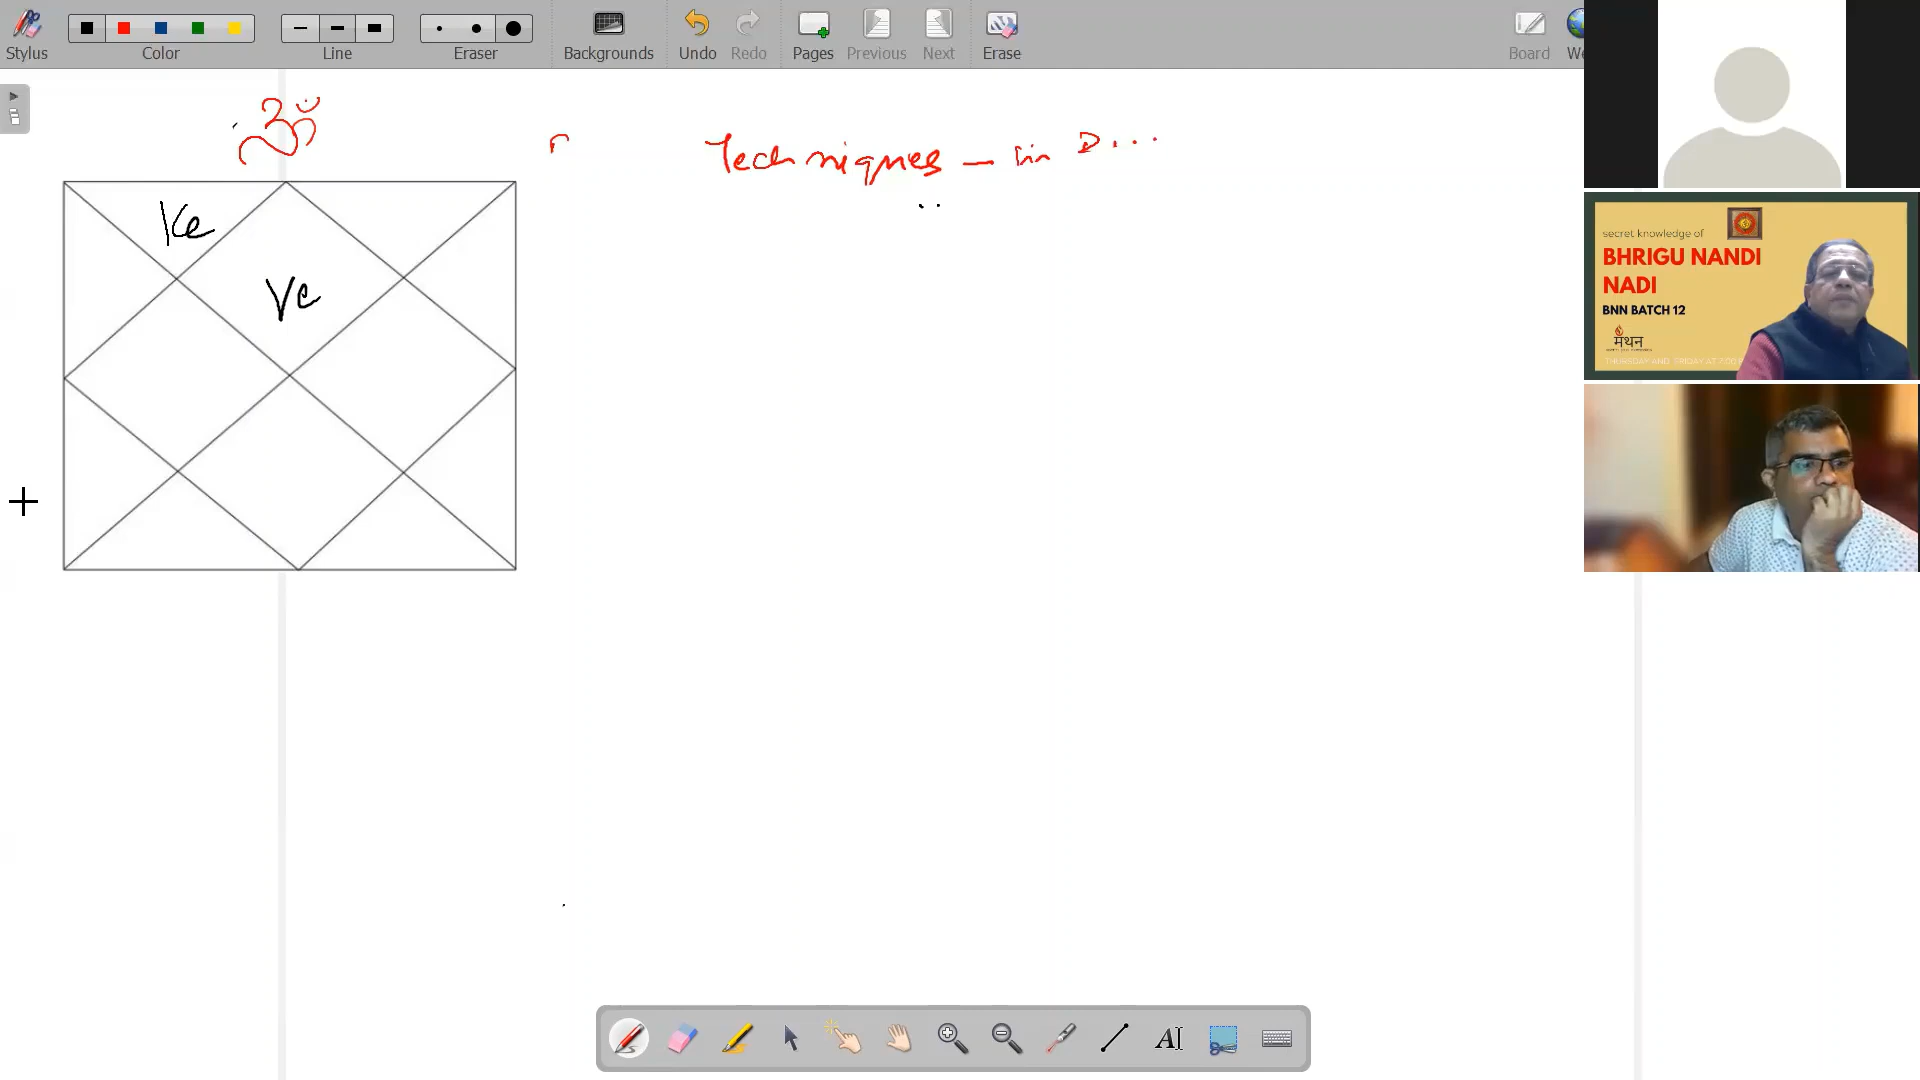 Stylus
Color
Line
Eraser
Backgrounds
Undo
Redo
Pages
Previous
Next
Erase
Board
ॐ
Techniques – in D...
Ke
Ve
secret knowledge of
BHRIGU NANDI
NADI
BNN BATCH 12
मंथन